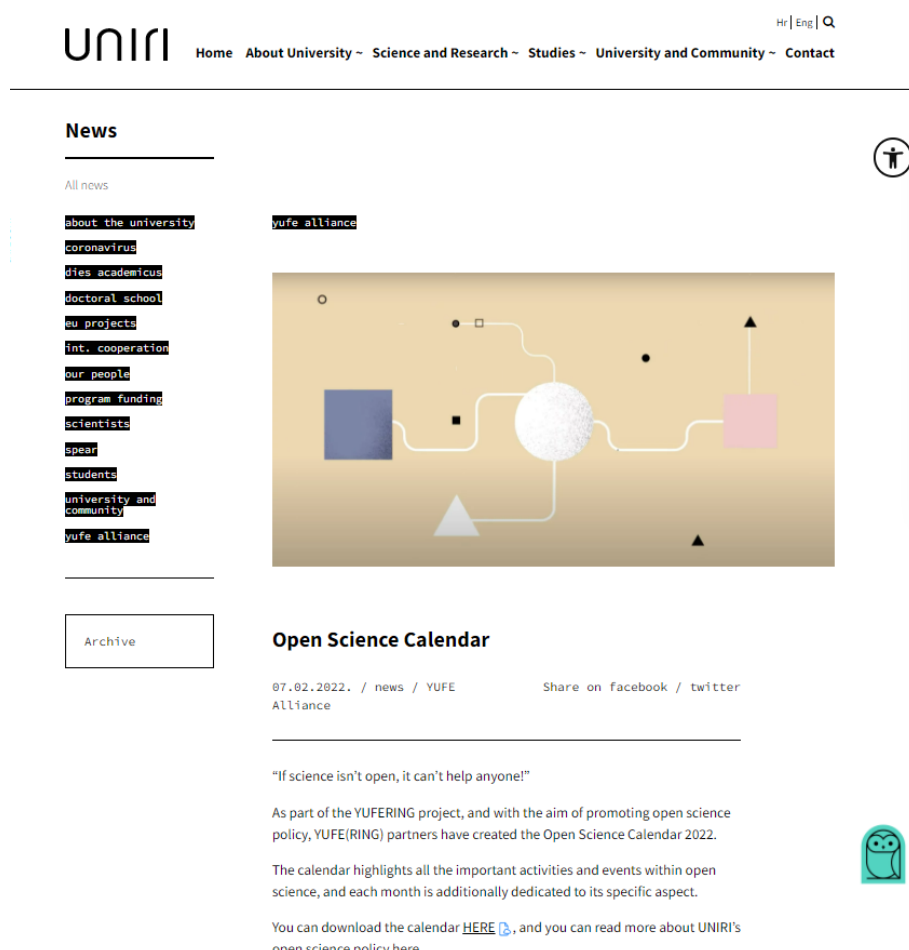 Hr | Eng |
UNIRI
Home About University ~ Science and Research ~ Studies ~ University and Community ~ Contact
News
All news
about the university
coronavirus
dies academicus
doctoral school
eu projects
int. cooperation
our people
program funding
scientists
spear
students
university and
community
yufe alliance
Archive
yufe alliance
Open Science Calendar
07.02.2022. / news / YUFE
Alliance
Share on facebook / twitter
“If science isn’t open, it can’t help anyone!”
As part of the YUFERING project, and with the aim of promoting open science
policy, YUFE(RING) partners have created the Open Science Calendar 2022.
The calendar highlights all the important activities and events within open
science, and each month is additionally dedicated to its specific aspect.
You can download the calendar HERE, and you can read more about UNIRI’s
open science policy here